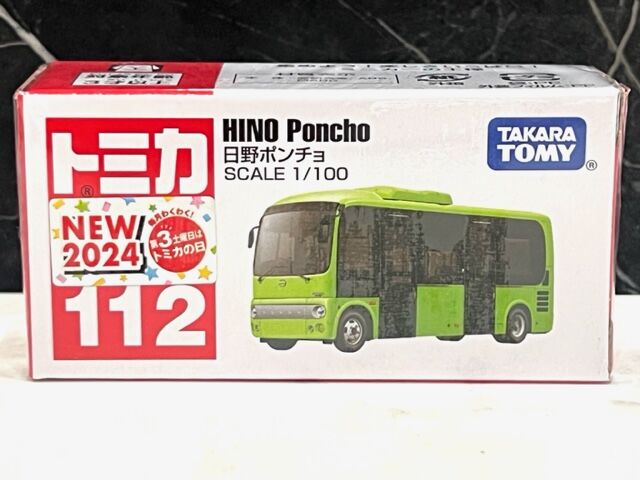 トミカ
®
NEW
2024
毎月わくわく!
第3土曜日は
トミカの日
112
HINO Poncho
日野ポンチョ
SCALE 1/100
TAKARA
TOMY
®